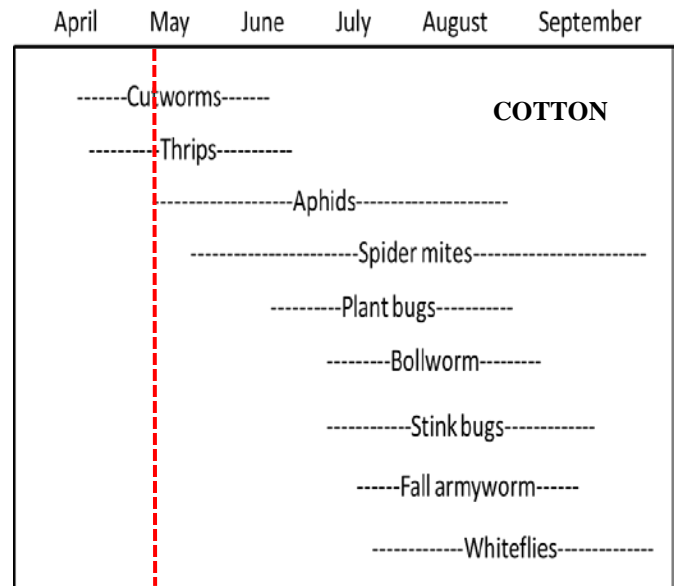 April May June July August September
-------Cutworms-------
COTTON
----------Thrips-----------
--------------------Aphids----------------------
------------------------Spider mites-------------------------
----------Plant bugs-----------
---------Bollworm---------
------------Stink bugs-------------
------Fall armyworm------
-------------Whiteflies--------------